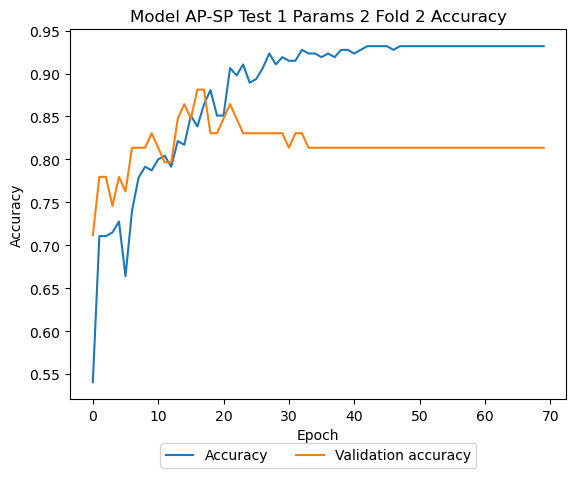 Model AP-SP Test 1 Params 2 Fold 2 Accuracy
0.95
0.90
0.85
0.80
0.75
0.70
0.65
0.60
0.55
Accuracy
0 10 20 30 40 50 60 70
Epoch
Accuracy Validation accuracy